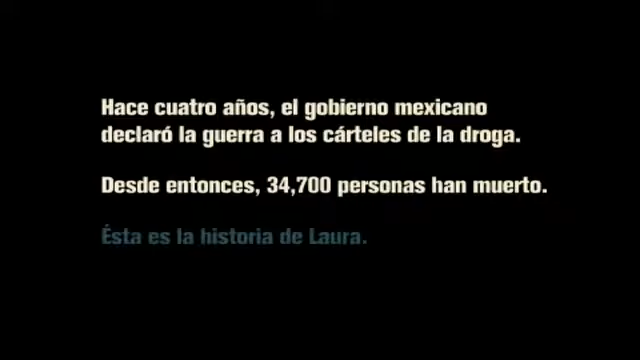 Hace cuatro años, el gobierno mexicano
declaró la guerra a los cárteles de la droga.
Desde entonces, 34,700 personas han muerto.
Ésta es la historia de Laura.